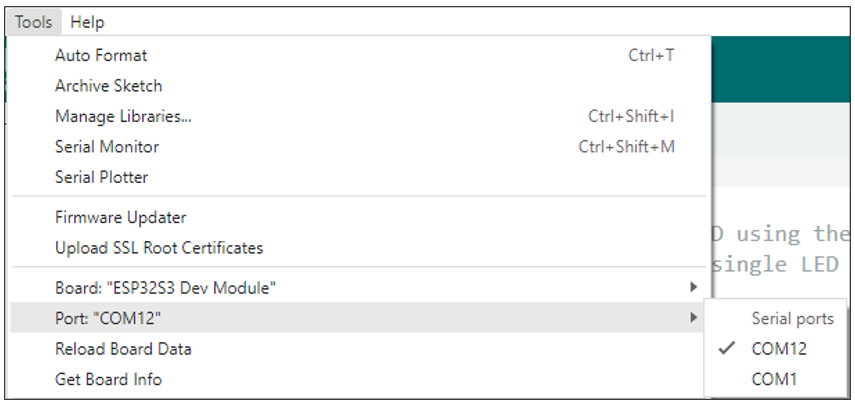 Tools Help
Auto Format Ctrl+T
Archive Sketch
Manage Libraries... Ctrl+Shift+I
Serial Monitor Ctrl+Shift+M
Serial Plotter
Firmware Updater
Upload SSL Root Certificates
D using the
single LED
Board: "ESP32S3 Dev Module"
Port: "COM12"
Serial ports
COM12
COM1
Reload Board Data
Get Board Info